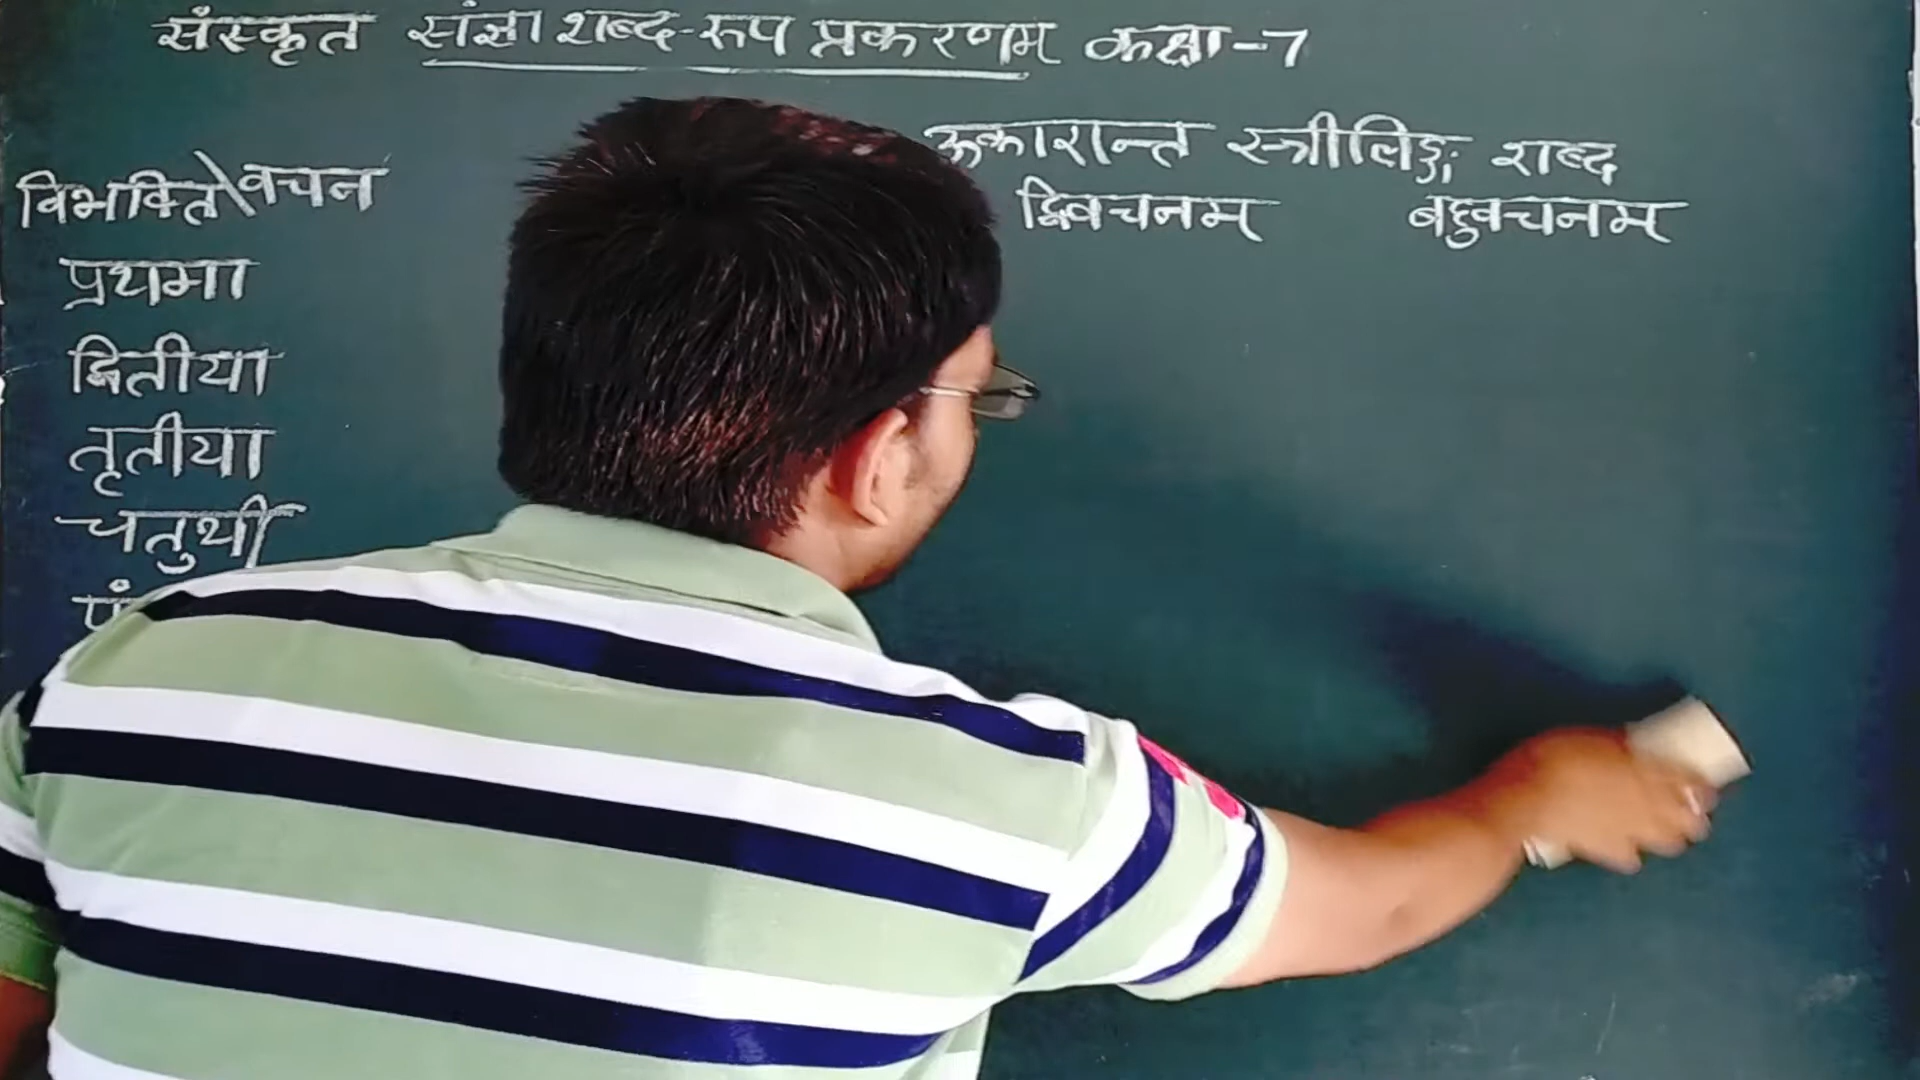 संस्कृत संज्ञा शब्द-रूप प्रकरणम कक्षा-7
ऊकारान्त स्त्रीलिङ्ग शब्द
विभक्ति\वचन द्विवचनम बहुवचनम
प्रथमा
द्वितीया
तृतीया
चतुर्थी
पं